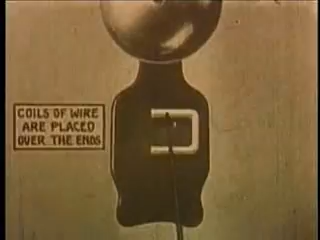 COILS OF WIRE
ARE PLACED
OVER THE ENDS